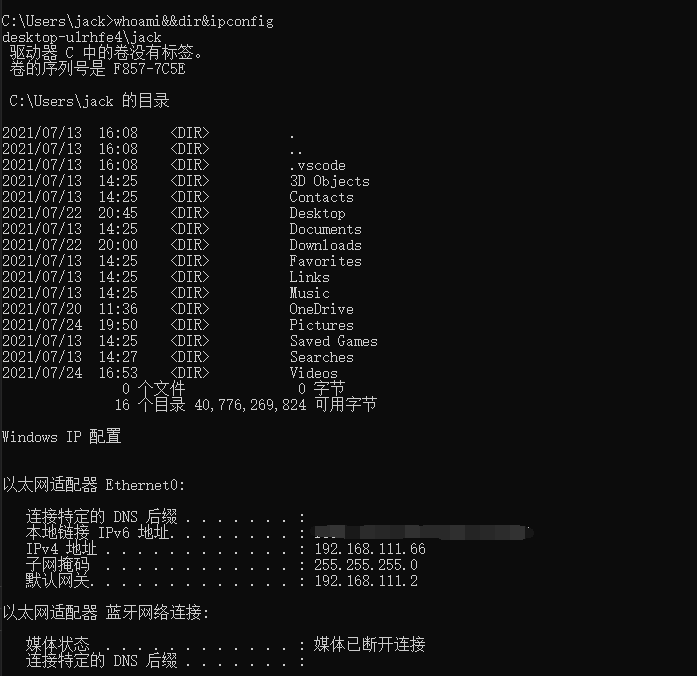 C:\Users\jack>whoami&&dir&ipconfig
desktop-u1rhfe4\jack
 驱动器 C 中的卷没有标签。
 卷的序列号是 F857-7C5E

 C:\Users\jack 的目录

2021/07/13  16:08    <DIR>          .
2021/07/13  16:08    <DIR>          ..
2021/07/13  16:08    <DIR>          .vscode
2021/07/13  14:25    <DIR>          3D Objects
2021/07/13  14:25    <DIR>          Contacts
2021/07/22  20:45    <DIR>          Desktop
2021/07/13  14:25    <DIR>          Documents
2021/07/22  20:00    <DIR>          Downloads
2021/07/13  14:25    <DIR>          Favorites
2021/07/13  14:25    <DIR>          Links
2021/07/13  14:25    <DIR>          Music
2021/07/20  11:36    <DIR>          OneDrive
2021/07/24  19:50    <DIR>          Pictures
2021/07/13  14:25    <DIR>          Saved Games
2021/07/13  14:27    <DIR>          Searches
2021/07/24  16:53    <DIR>          Videos
               0 个文件              0 字节
              16 个目录 40,776,269,824 可用字节

Windows IP 配置

以太网适配器 Ethernet0:

   连接特定的 DNS 后缀 . . . . . . . :
   本地链接 IPv6 地址. . . . . . . . :
   IPv4 地址 . . . . . . . . . . . . : 192.168.111.66
   子网掩码  . . . . . . . . . . . . : 255.255.255.0
   默认网关. . . . . . . . . . . . . : 192.168.111.2

以太网适配器 蓝牙网络连接:

   媒体状态  . . . . . . . . . . . . : 媒体已断开连接
   连接特定的 DNS 后缀 . . . . . . . :